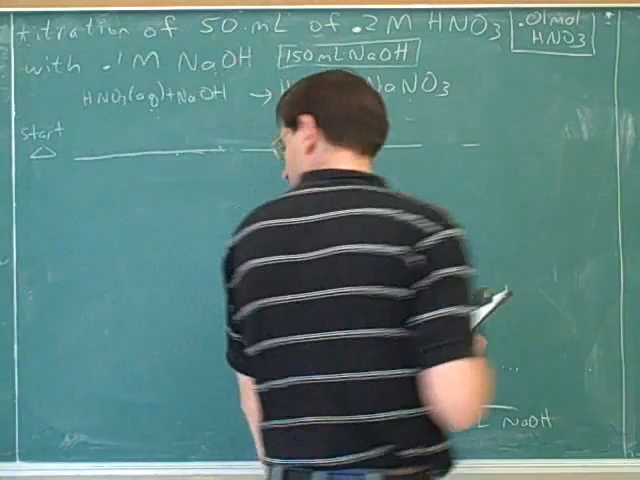 titration of 50. mL of .2 M HNO3
.01 mol HNO3
with .1 M NaOH 150 mL NaOH
HNO3(aq) + NaOH → NaNO3
start
△
NaOH